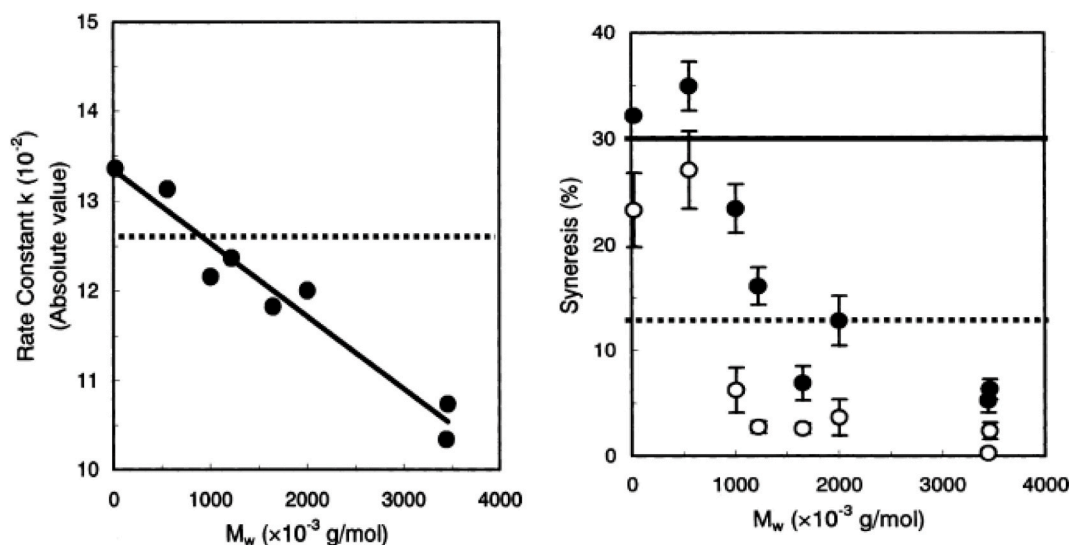 15
14
13
12
11
10
Rate Constant k (10⁻²)
(Absolute value)
0 1000 2000 3000 4000
M_w (×10⁻³ g/mol)
40
30
20
10
0
Syneresis (%)
0 1000 2000 3000 4000
M_w (×10⁻³ g/mol)